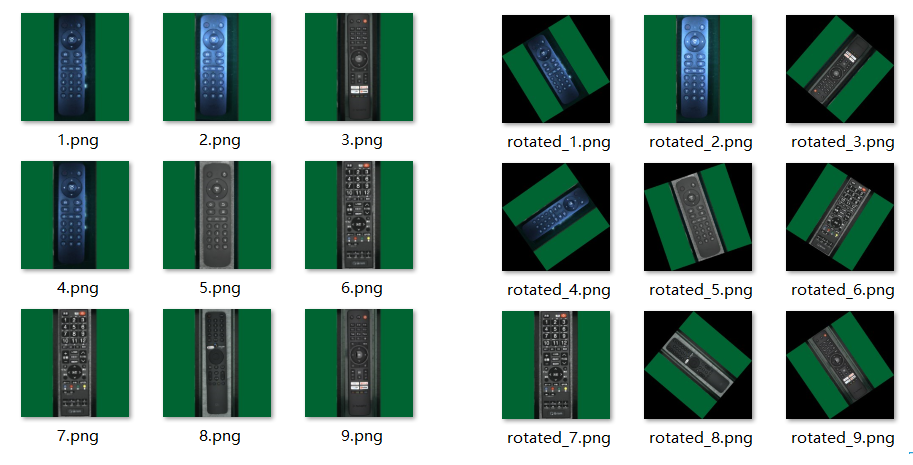 1.png 2.png 3.png rotated_1.png rotated_2.png rotated_3.png
4.png 5.png 6.png rotated_4.png rotated_5.png rotated_6.png
7.png 8.png 9.png rotated_7.png rotated_8.png rotated_9.png